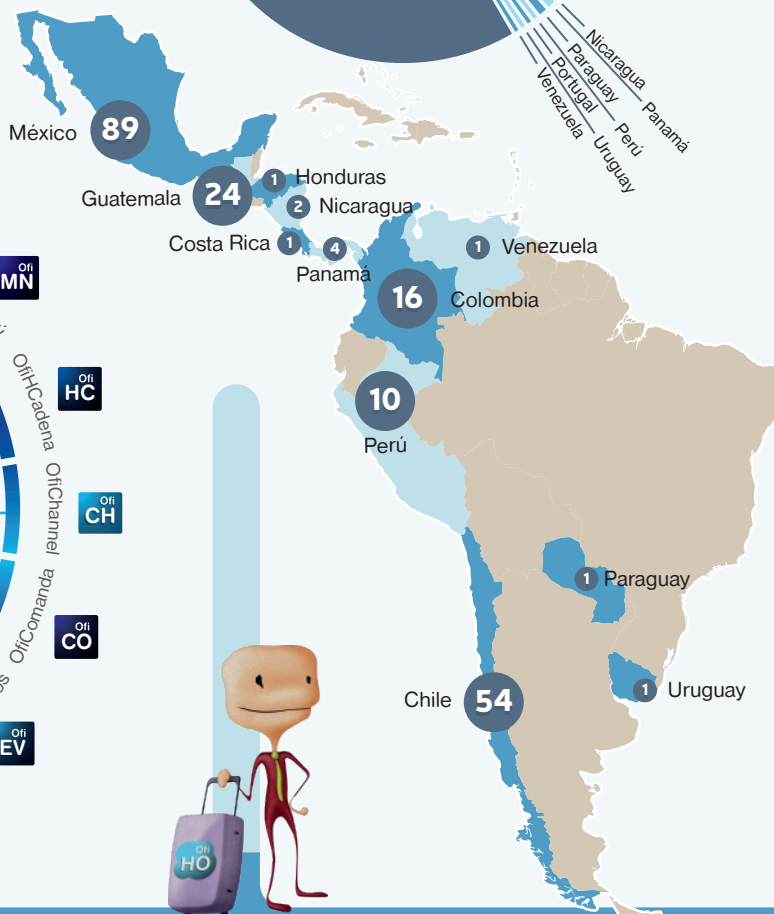 Nicaragua
Panamá
Paraguay
Perú
Portugal
Uruguay
Venezuela
México
89
Guatemala
24
1
Honduras
2
Nicaragua
Costa Rica
1
4
Panamá
1
Venezuela
16
Colombia
10
Perú
1
Paraguay
Chile
54
1
Uruguay
Ofi
MN
Ofi
HC
OfiHCadena
Ofi
CH
OfiChannel
Ofi
CO
OfiComanda
Ofi
EV
Ofi
HO